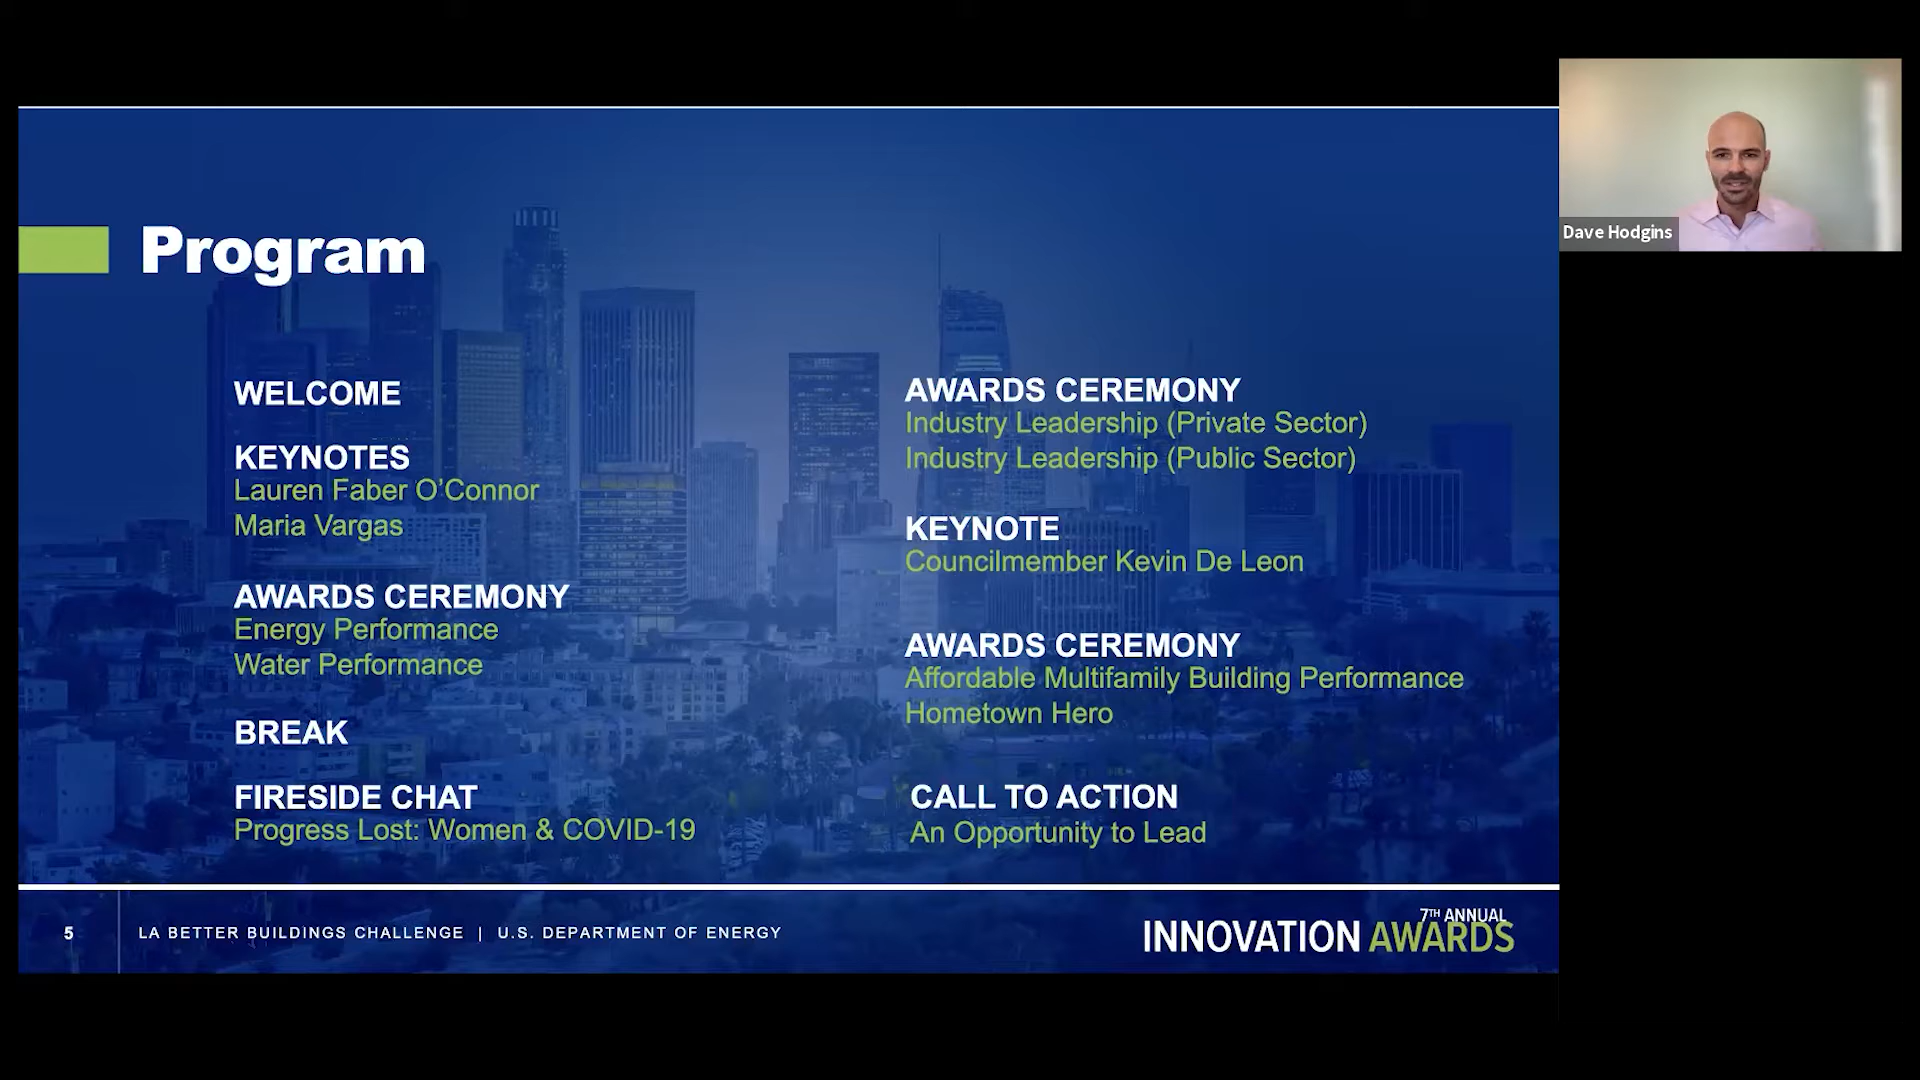 Program
WELCOME
KEYNOTES
Lauren Faber O’Connor
Maria Vargas
AWARDS CEREMONY
Energy Performance
Water Performance
BREAK
FIRESIDE CHAT
Progress Lost: Women & COVID-19
AWARDS CEREMONY
Industry Leadership (Private Sector)
Industry Leadership (Public Sector)
KEYNOTE
Councilmember Kevin De Leon
AWARDS CEREMONY
Affordable Multifamily Building Performance
Hometown Hero
CALL TO ACTION
An Opportunity to Lead
5
LA BETTER BUILDINGS CHALLENGE | U.S. DEPARTMENT OF ENERGY
7TH ANNUAL
INNOVATION AWARDS
Dave Hodgins